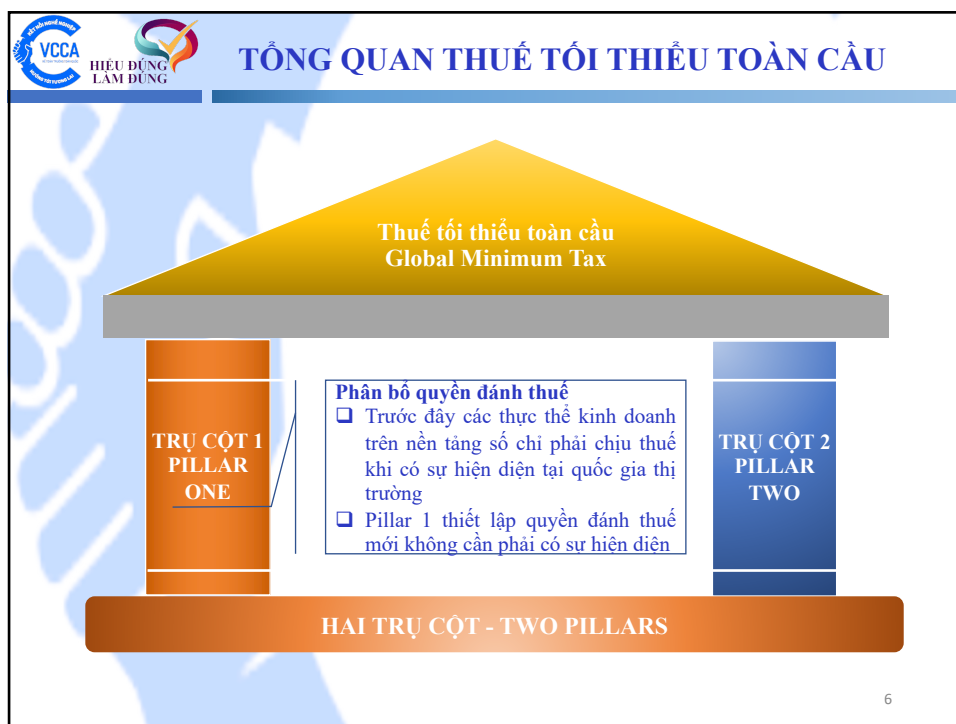 VCCA
HIỂU ĐÚNG
LÀM ĐÚNG
TỔNG QUAN THUẾ TỐI THIỂU TOÀN CẦU
Thuế tối thiểu toàn cầu
Global Minimum Tax
TRỤ CỘT 1
PILLAR
ONE
Phân bổ quyền đánh thuế
Trước đây các thực thể kinh doanh
trên nền tảng số chỉ phải chịu thuế
khi có sự hiện diện tại quốc gia thị
trường
Pillar 1 thiết lập quyền đánh thuế
mới không cần phải có sự hiện diện
TRỤ CỘT 2
PILLAR
TWO
HAI TRỤ CỘT - TWO PILLARS
6